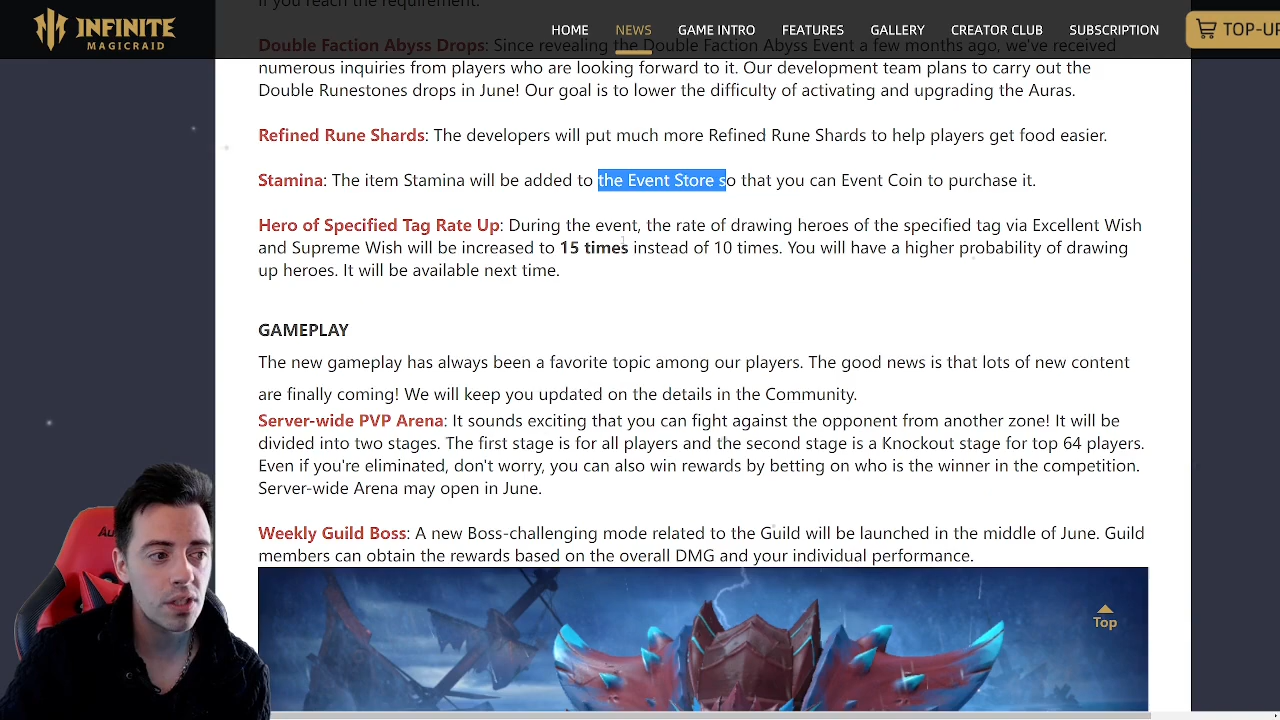 if you reach the requirement.
INFINITE
MAGICRAID
HOME NEWS GAME INTRO FEATURES GALLERY CREATOR CLUB SUBSCRIPTION TOP-UP
Double Faction Abyss Drops: Since revealing the Double Faction Abyss Event a few months ago, we've received
numerous inquiries from players who are looking forward to it. Our development team plans to carry out the
Double Runestones drops in June! Our goal is to lower the difficulty of activating and upgrading the Auras.
Refined Rune Shards: The developers will put much more Refined Rune Shards to help players get food easier.
Stamina: The item Stamina will be added to the Event Store so that you can Event Coin to purchase it.
Hero of Specified Tag Rate Up: During the event, the rate of drawing heroes of the specified tag via Excellent Wish
and Supreme Wish will be increased to 15 times instead of 10 times. You will have a higher probability of drawing
up heroes. It will be available next time.
GAMEPLAY
The new gameplay has always been a favorite topic among our players. The good news is that lots of new content
are finally coming! We will keep you updated on the details in the Community.
Server-wide PVP Arena: It sounds exciting that you can fight against the opponent from another zone! It will be
divided into two stages. The first stage is for all players and the second stage is a Knockout stage for top 64 players.
Even if you're eliminated, don't worry, you can also win rewards by betting on who is the winner in the competition.
Server-wide Arena may open in June.
Weekly Guild Boss: A new Boss-challenging mode related to the Guild will be launched in the middle of June. Guild
members can obtain the rewards based on the overall DMG and your individual performance.
Top